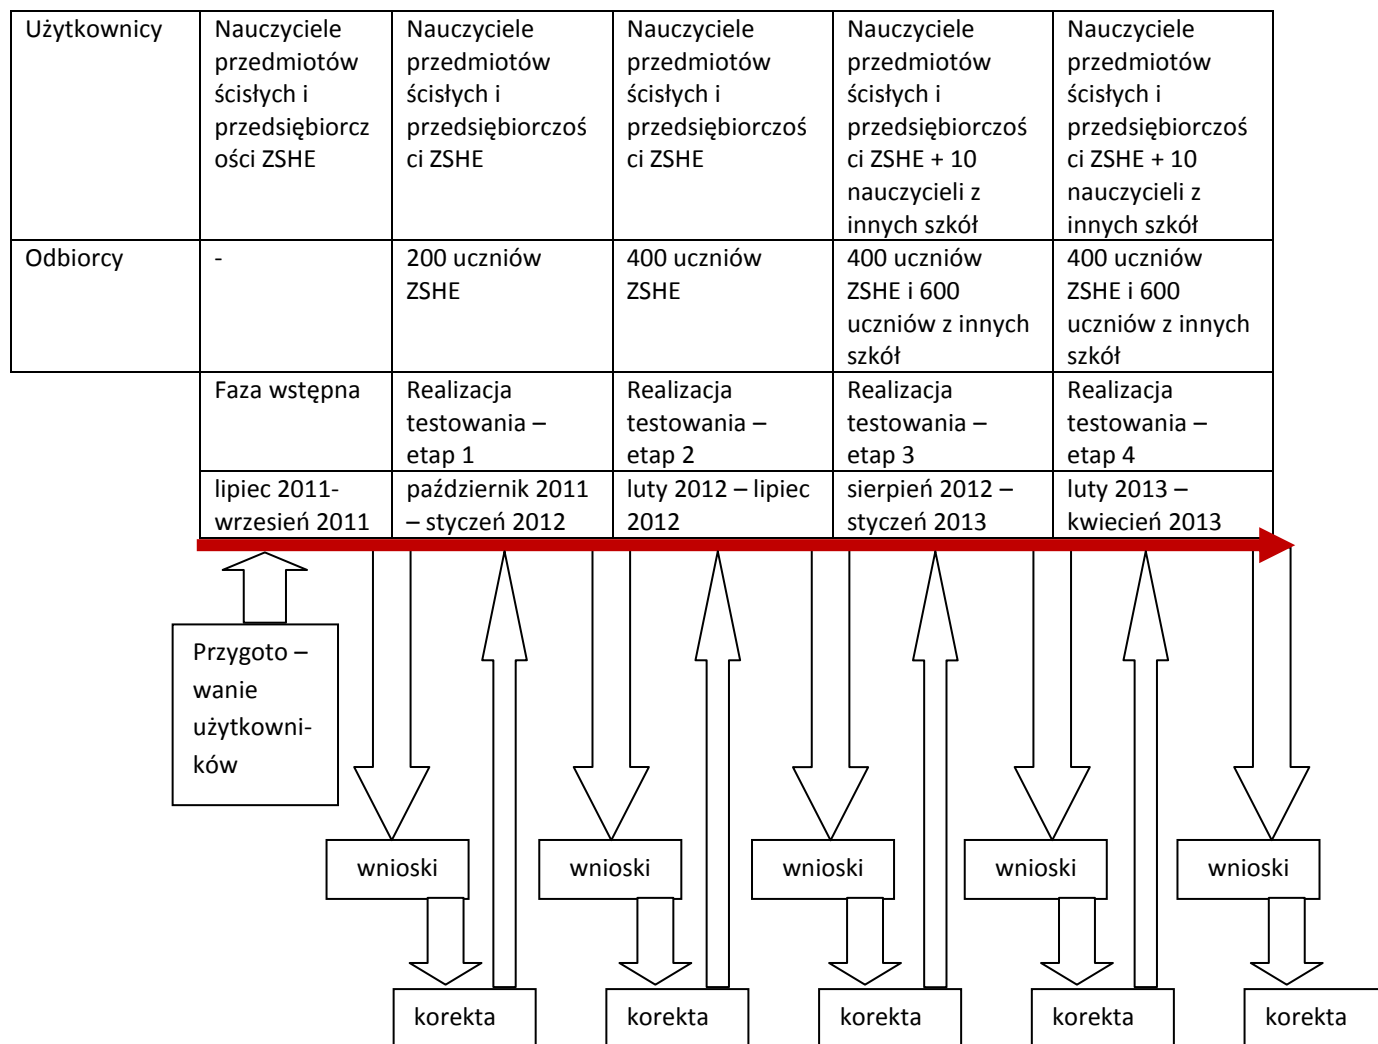 Użytkownicy
Nauczyciele
przedmiotów
ścisłych i
przedsiębiorcz
ości ZSHE
Nauczyciele
przedmiotów
ścisłych i
przedsiębiorczoś
ci ZSHE
Nauczyciele
przedmiotów
ścisłych i
przedsiębiorczoś
ci ZSHE
Nauczyciele
przedmiotów
ścisłych i
przedsiębiorczoś
ci ZSHE + 10
nauczycieli z
innych szkół
Nauczyciele
przedmiotów
ścisłych i
przedsiębiorczoś
ci ZSHE + 10
nauczycieli z
innych szkół
Odbiorcy
-
200 uczniów
ZSHE
400 uczniów
ZSHE
400 uczniów
ZSHE i 600
uczniów z innych
szkół
400 uczniów
ZSHE i 600
uczniów z innych
szkół
Faza wstępna
Realizacja
testowania –
etap 1
Realizacja
testowania –
etap 2
Realizacja
testowania –
etap 3
Realizacja
testowania –
etap 4
lipiec 2011-
wrzesień 2011
październik 2011
– styczeń 2012
luty 2012 – lipiec
2012
sierpień 2012 –
styczeń 2013
luty 2013 –
kwiecień 2013
Przygoto –
wanie
użytkowni-
ków
wnioski
wnioski
wnioski
wnioski
wnioski
korekta
korekta
korekta
korekta
korekta